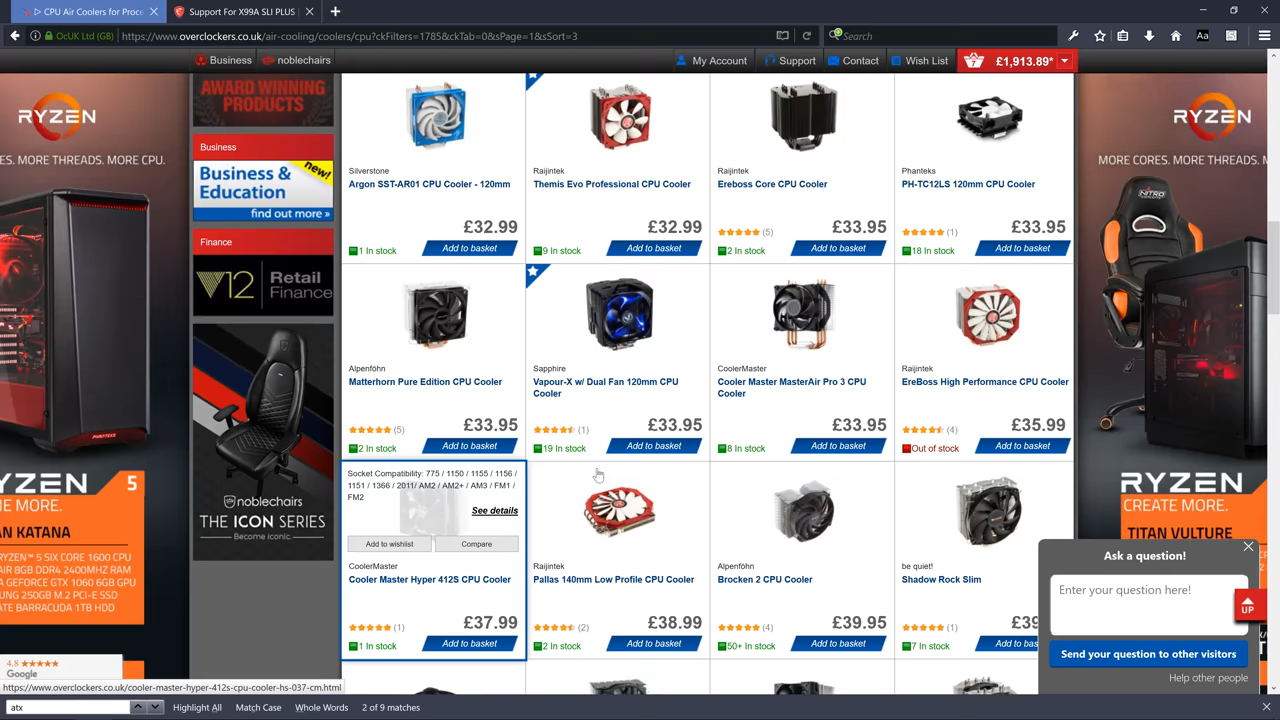 CPU Air Coolers for Proce
Support For X99A SLI PLUS
OcUK Ltd (GB)
https://www.overclockers.co.uk/air-cooling/coolers/cpu?ckFilters=1785&ckTab=0&sPage=1&sSort=3
Search
Aa
Business
noblechairs
My Account
Support
Contact
Wish List
£1,913.89*
RYZEN
ES. MORE THREADS. MORE CPU.
AWARD WINNING
PRODUCTS
Business
Business &
Education
new!
find out more »
Finance
V12
Retail
Finance
noblechairs
THE ICON SERIES
Become iconic.
Silverstone
Argon SST-AR01 CPU Cooler - 120mm
£32.99
1 In stock
Add to basket
Raijintek
Themis Evo Professional CPU Cooler
£32.99
9 In stock
Add to basket
Raijintek
Ereboss Core CPU Cooler
£33.95
(5)
2 In stock
Add to basket
Phanteks
PH-TC12LS 120mm CPU Cooler
£33.95
(1)
18 In stock
Add to basket
Alpenföhn
Matterhorn Pure Edition CPU Cooler
£33.95
(5)
2 In stock
Add to basket
Sapphire
Vapour-X w/ Dual Fan 120mm CPU
Cooler
£33.95
(1)
19 In stock
Add to basket
CoolerMaster
Cooler Master MasterAir Pro 3 CPU
Cooler
£33.95
8 In stock
Add to basket
Raijintek
EreBoss High Performance CPU Cooler
£35.99
(4)
Out of stock
Add to basket
Socket Compatibility: 775 / 1150 / 1155 / 1156 /
1151 / 1366 / 2011/ AM2 / AM2+ / AM3 / FM1 /
FM2
See details
Add to wishlist
Compare
CoolerMaster
Cooler Master Hyper 412S CPU Cooler
£37.99
(1)
1 In stock
Add to basket
Raijintek
Pallas 140mm Low Profile CPU Cooler
£38.99
(2)
2 In stock
Add to basket
Alpenföhn
Brocken 2 CPU Cooler
£39.95
(4)
50+ In stock
Add to basket
be quiet!
Shadow Rock Slim
£39
(1)
7 In stock
Add to bas
RYZEN
MORE CORES. MORE THREADS. MORE
NITRO
RYZEN
CREATE MORE.
TITAN VULTURE
Ask a question!
Enter your question here!
UP
Send your question to other visitors
Help other people
ZEN 5
E MORE.
AN KATANA
RYZEN™ 5 SIX CORE 1600 CPU
AIR 8GB DDR4 2400MHZ RAM
A GEFORCE GTX 1060 6GB GPU
SUNG 250GB M.2 PCI-E SSD
ATE BARRACUDA 1TB HDD
4.8
Google
https://www.overclockers.co.uk/cooler-master-hyper-412s-cpu-cooler-hs-037-cm.html
atx
Highlight All
Match Case
Whole Words
2 of 9 matches